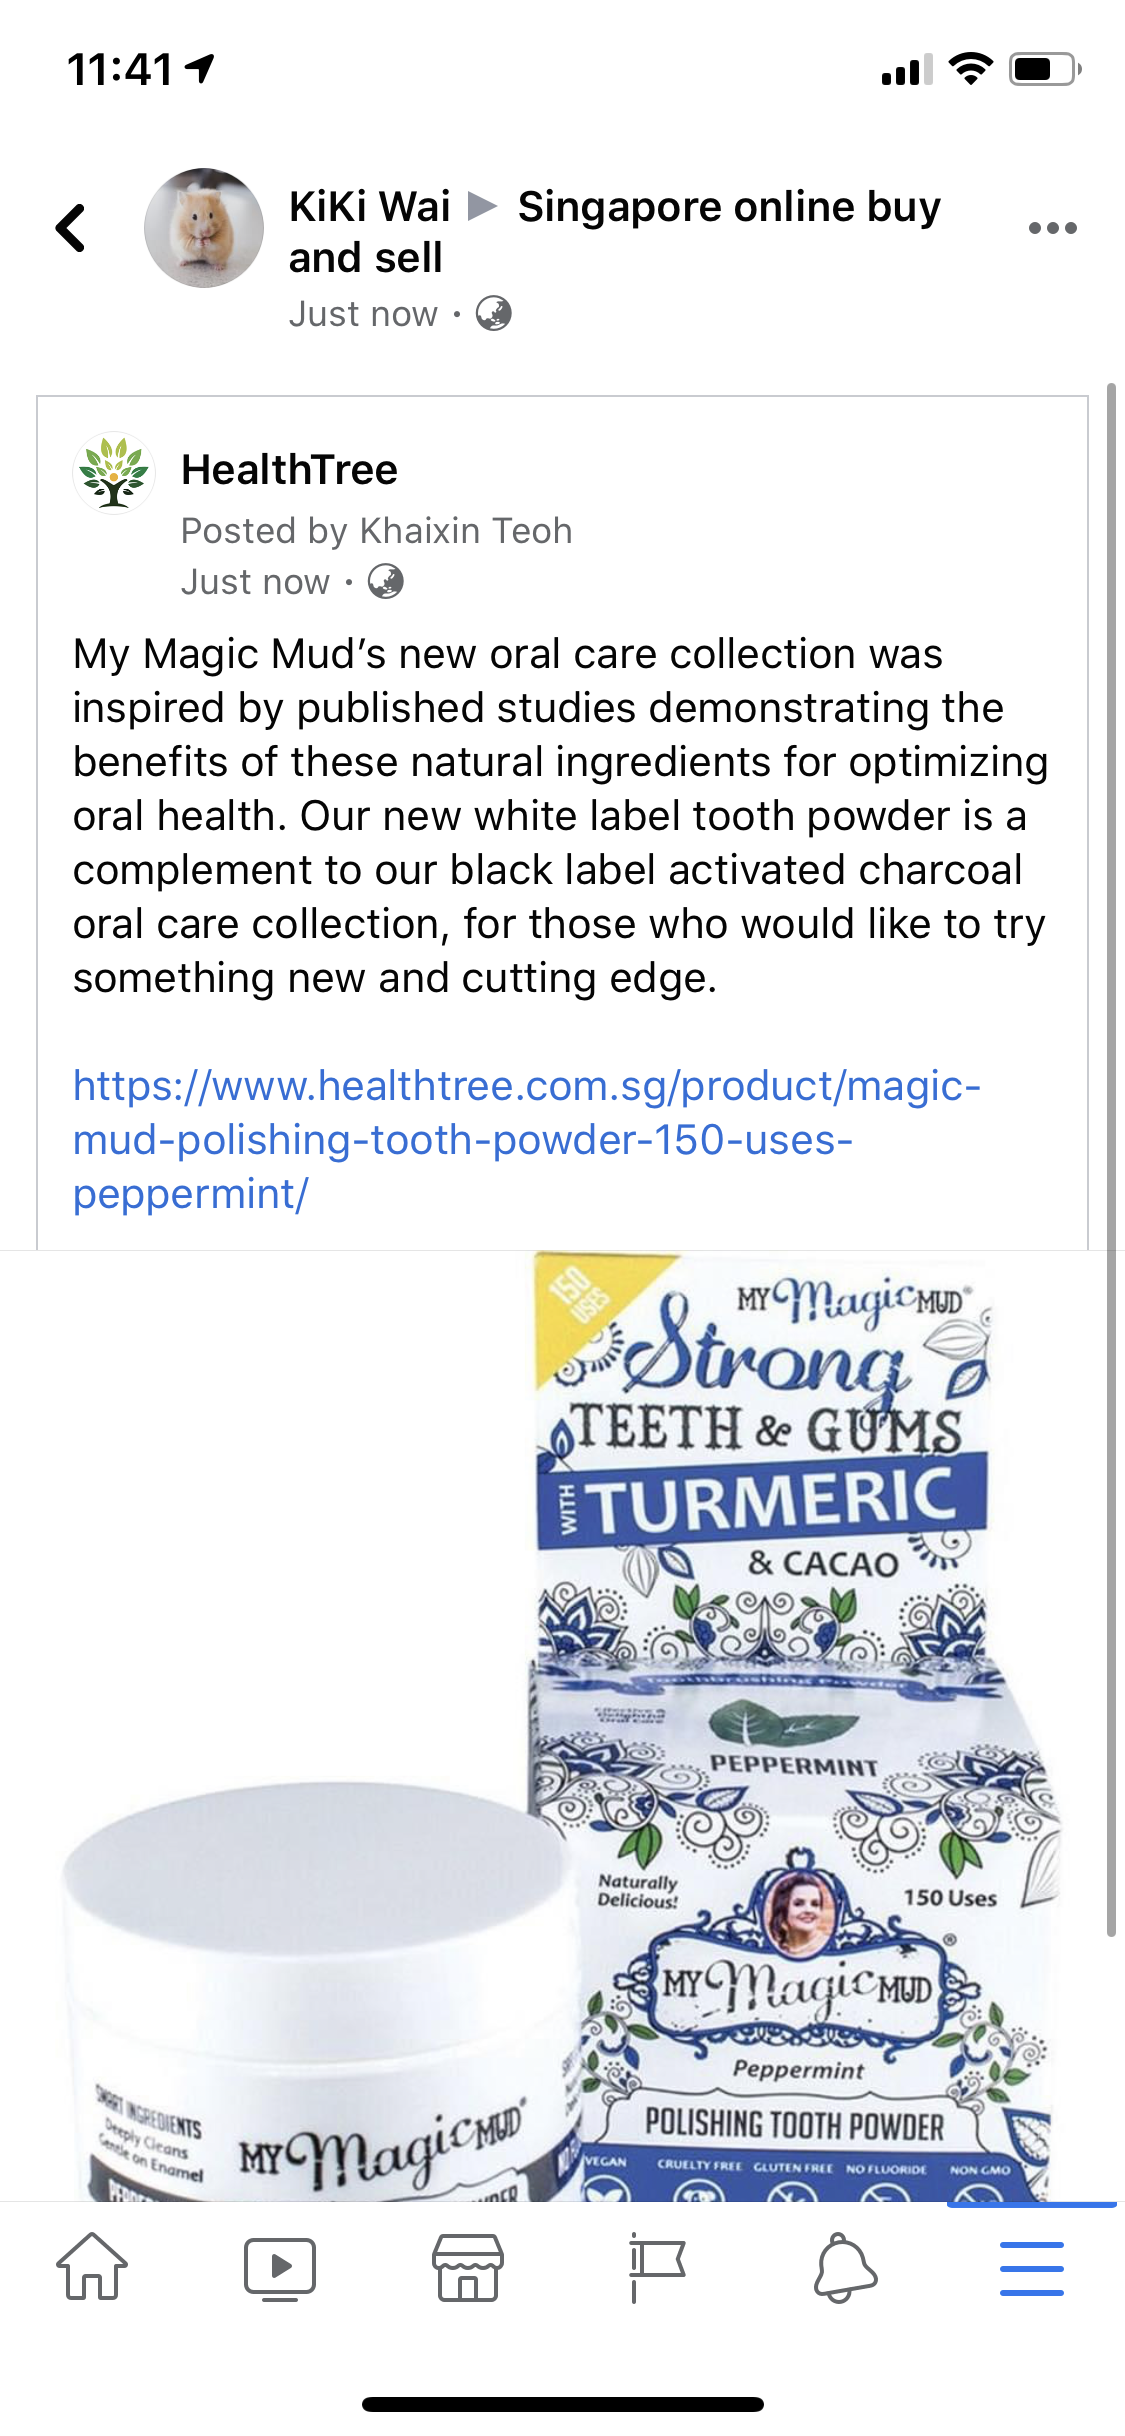 11:41
KiKi Wai ▶ Singapore online buy
and sell
Just now ·
HealthTree
Posted by Khaixin Teoh
Just now ·
My Magic Mud’s new oral care collection was
inspired by published studies demonstrating the
benefits of these natural ingredients for optimizing
oral health. Our new white label tooth powder is a
complement to our black label activated charcoal
oral care collection, for those who would like to try
something new and cutting edge.
https://www.healthtree.com.sg/product/magic-
mud-polishing-tooth-powder-150-uses-
peppermint/
150
USES
MY MagicMUD®
Strong
TEETH & GUMS
WITH TURMERIC
& CACAO
Toothbrushing Powder
Effective &
Delightful
Oral Care
PEPPERMINT
Naturally
Delicious!
150 Uses
MY MagicMUD ®
Peppermint
POLISHING TOOTH POWDER
VEGAN CRUELTY FREE GLUTEN FREE NO FLUORIDE NON GMO
SMART INGREDIENTS
Deeply Cleans
Gentle on Enamel
MY MagicMUD®